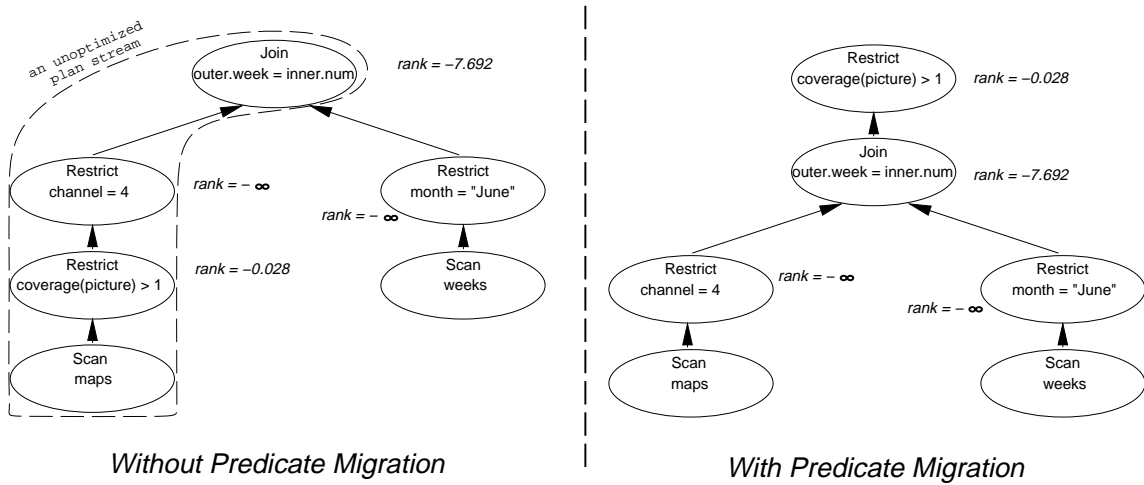 an unoptimized
plan stream
Join
outer.week = inner.num
rank = −7.692
Restrict
channel = 4
rank = − ∞
Restrict
month = "June"
rank = − ∞
Restrict
coverage(picture) > 1
rank = −0.028
Scan
weeks
Scan
maps
Without Predicate Migration
Restrict
coverage(picture) > 1
rank = −0.028
Join
outer.week = inner.num
rank = −7.692
Restrict
channel = 4
rank = − ∞
Restrict
month = "June"
rank = − ∞
Scan
maps
Scan
weeks
With Predicate Migration